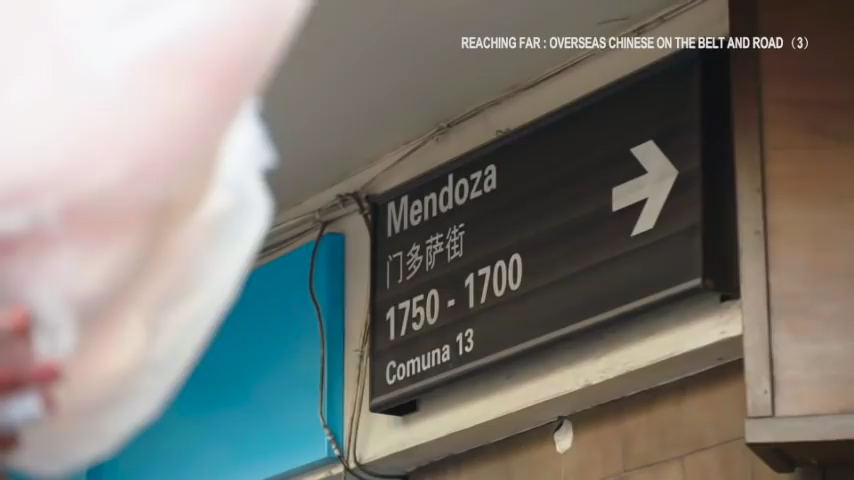 REACHING FAR : OVERSEAS CHINESE ON THE BELT AND ROAD （3）
Mendoza
门多萨街
1750 - 1700
Comuna 13